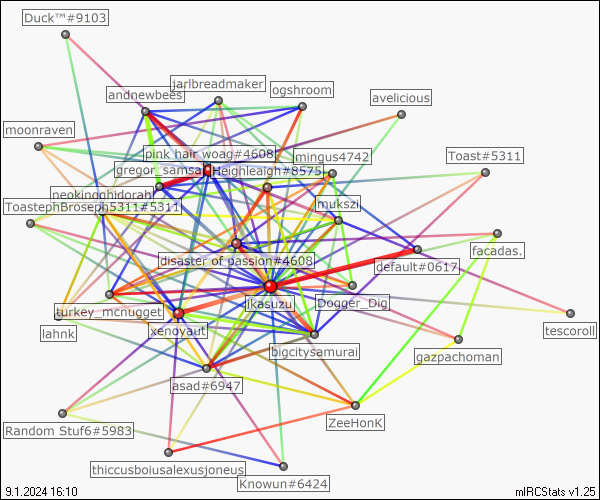 Duck™#9103
jarlbreadmaker
andnewbees
ogshroom
avelicious
moonraven
pink hair woag#4608
mingus4742
Toast#5311
gregor_samsa
Heighleaigh#8575
neokinghidorah
mukszi
ToastephBroseph5311#5311
facadas.
disaster of passion#4608
default#0617
ikasuzu
Dogger_Dig
turkey_mcnugget
tescoroll
lahnk
xenoyaut
bigcitysamurai
gazpachoman
asad#6947
ZeeHonK
Random Stuf6#5983
thiccusboiusalexusjoneus
Knowun#6424
9.1.2024 16:10
mIRCStats v1.25